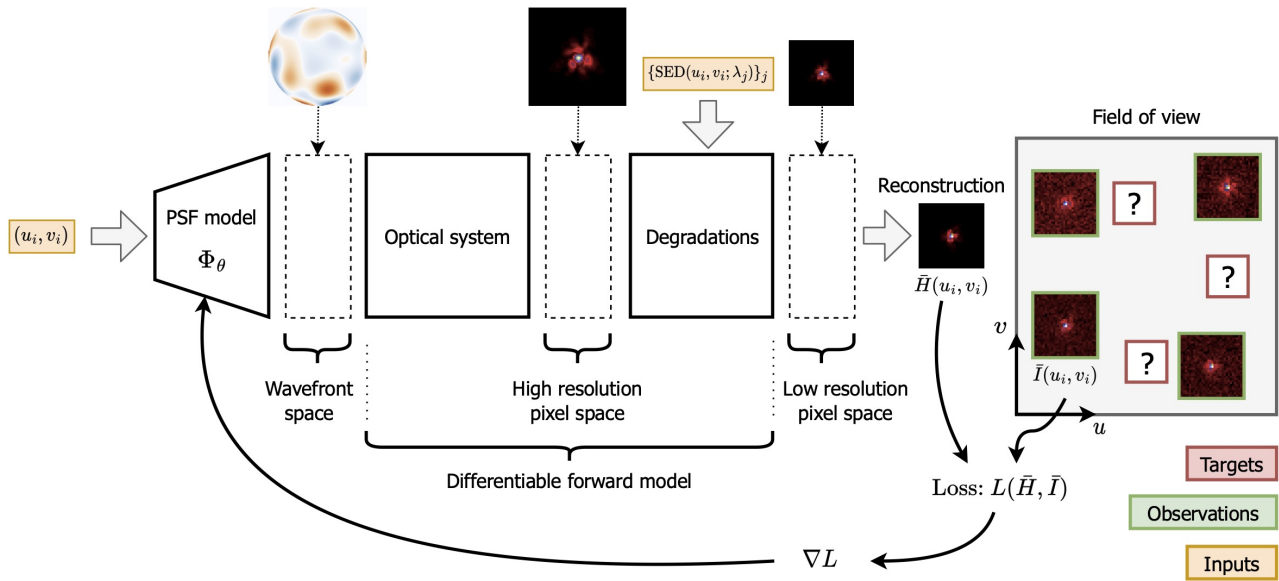 {SED(u_i, v_i; λ_j)}_j
Field of view
(u_i, v_i)
PSF model
Φ_θ
Optical system
Degradations
Reconstruction
H̄(u_i, v_i)
?
?
?
v
Ī(u_i, v_i)
u
Wavefront
space
High resolution
pixel space
Low resolution
pixel space
Differentiable forward model
Loss: L(H̄, Ī)
∇L
Targets
Observations
Inputs